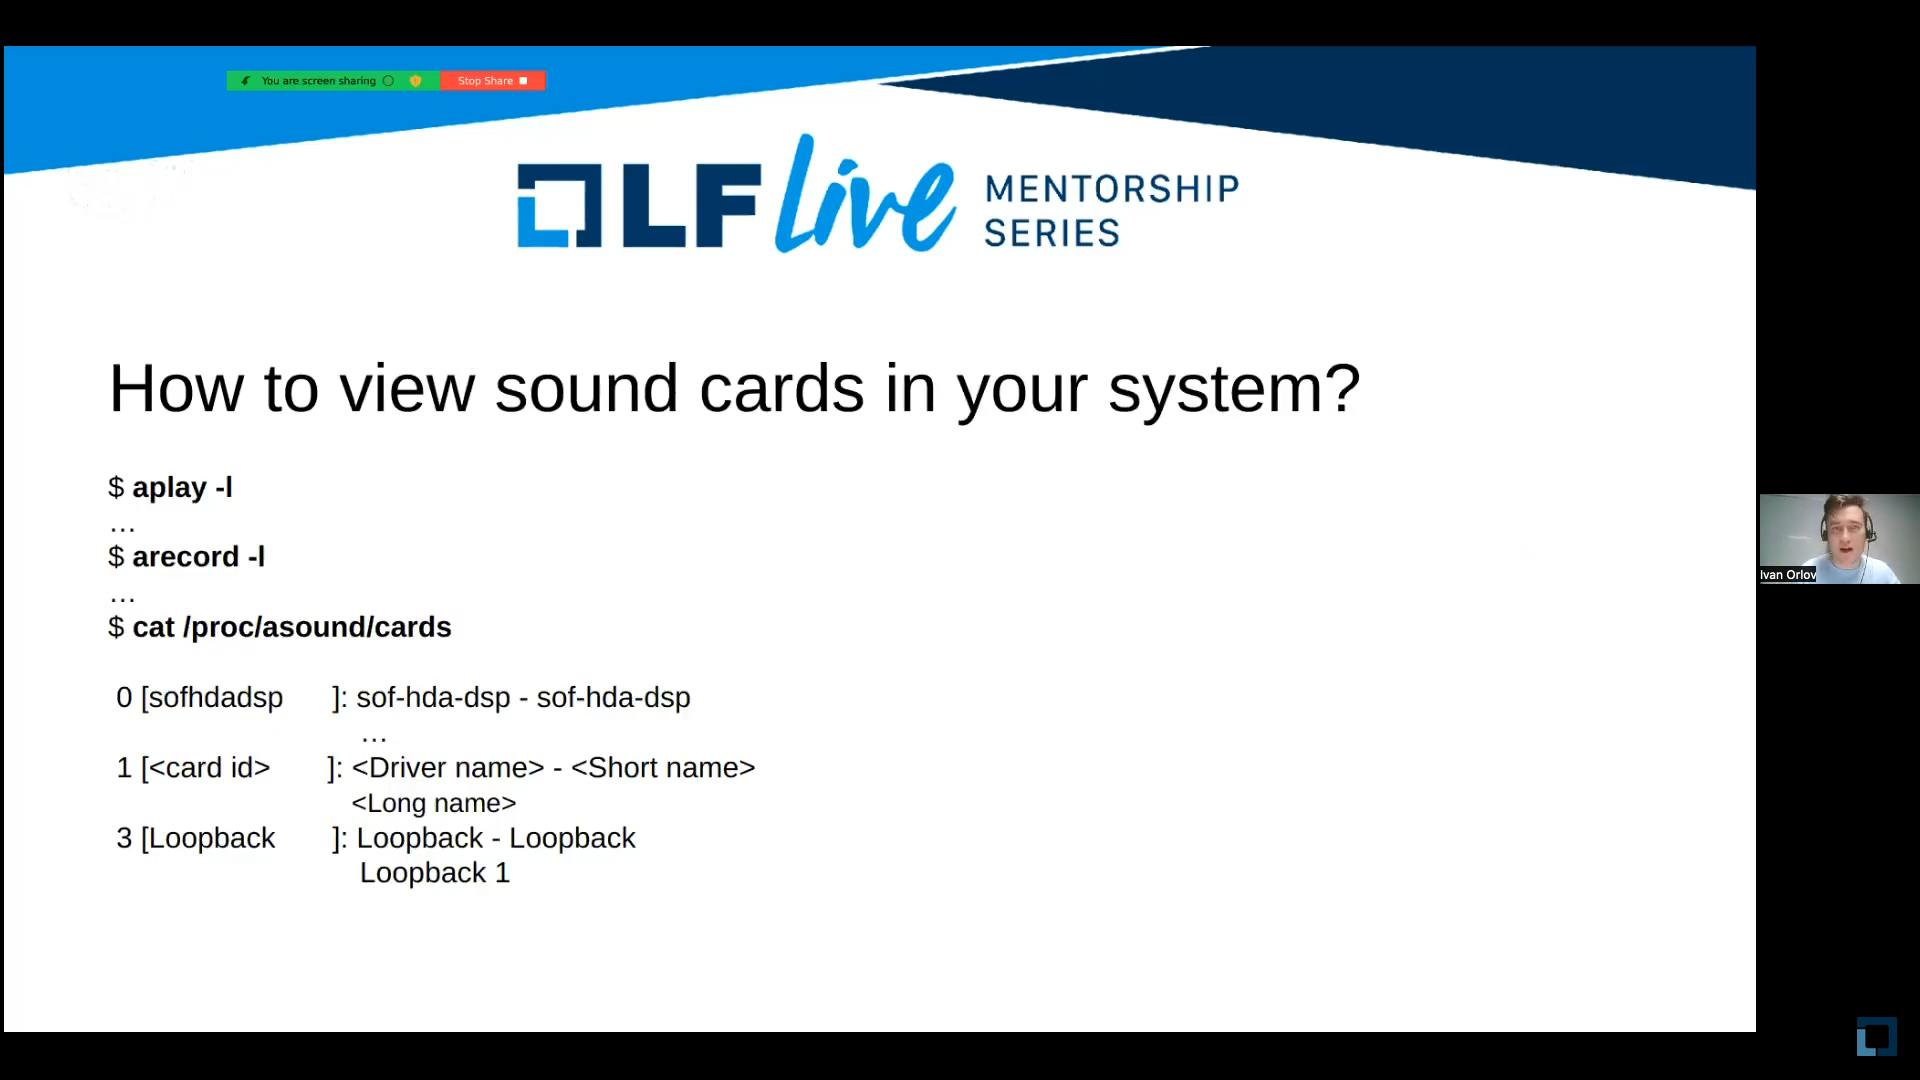 You are screen sharing
Stop Share
LF Live MENTORSHIP
SERIES
How to view sound cards in your system?
$ aplay -l
…
$ arecord -l
…
$ cat /proc/asound/cards
0 [sofhdadsp ]: sof-hda-dsp - sof-hda-dsp
…
1 [<card id> ]: <Driver name> - <Short name>
<Long name>
3 [Loopback ]: Loopback - Loopback
Loopback 1
Ivan Orlov